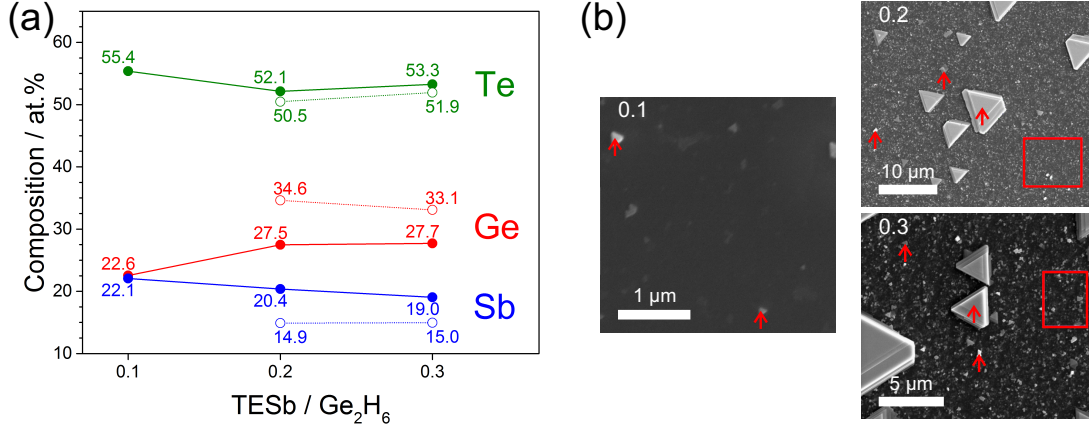 (a)
Composition / at.%
60
50
40
30
20
10
55.4
52.1
53.3
Te
50.5
51.9
34.6
33.1
Ge
22.6
27.5
27.7
22.1
20.4
19.0
Sb
14.9
15.0
0.1
0.2
0.3
TESb / Ge₂H₆
(b)
0.1
1 µm
0.2
10 µm
0.3
5 µm